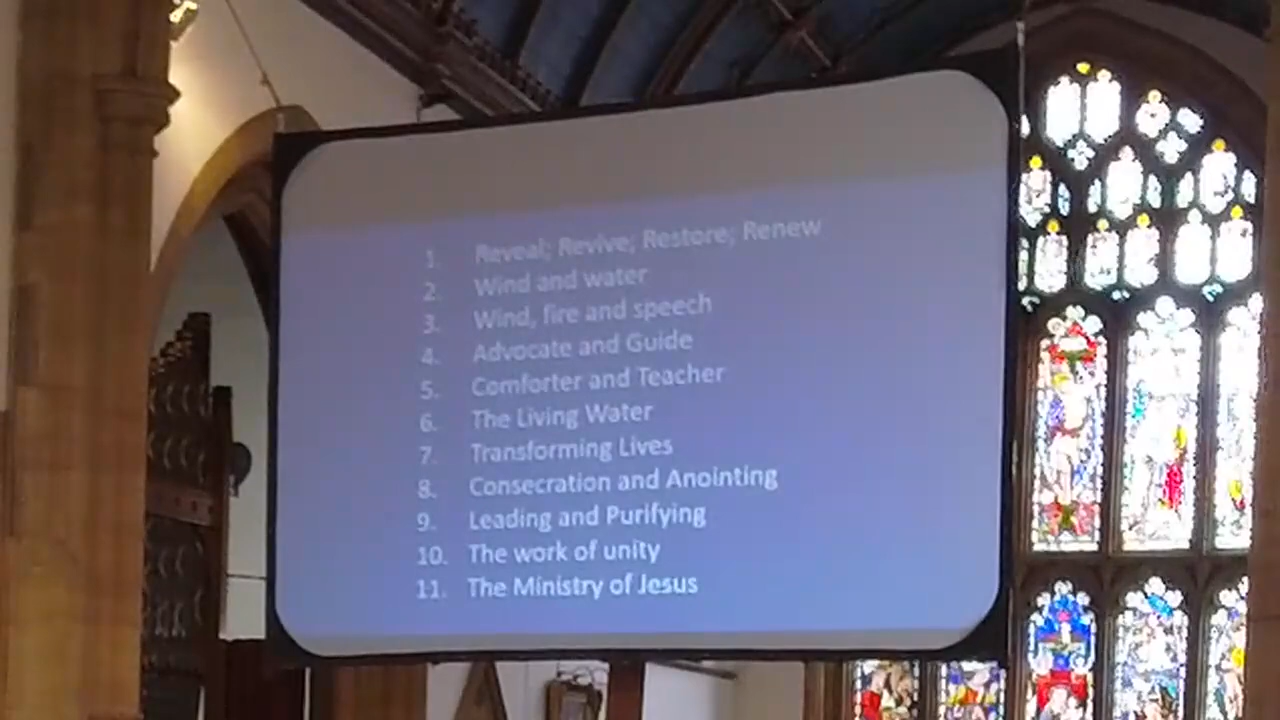 1. Reveal; Revive; Restore; Renew
2. Wind and water
3. Wind, fire and speech
4. Advocate and Guide
5. Comforter and Teacher
6. The Living Water
7. Transforming Lives
8. Consecration and Anointing
9. Leading and Purifying
10. The work of unity
11. The Ministry of Jesus